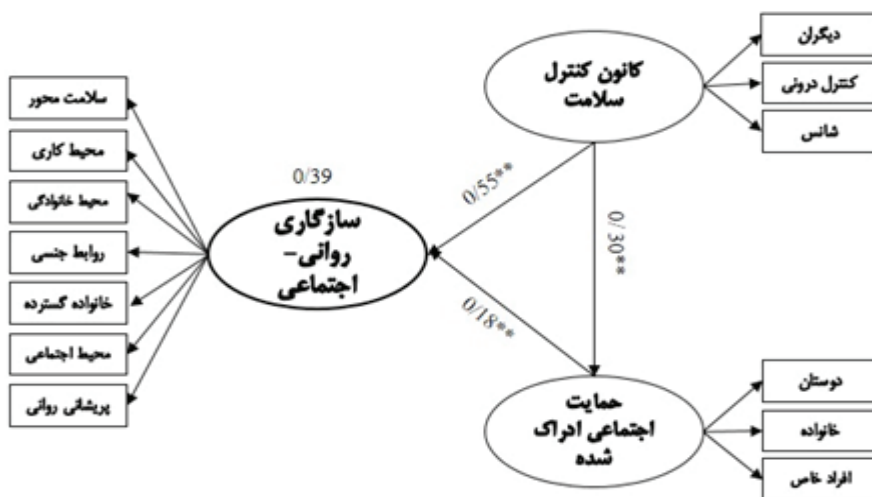 دیگران
کنترل درونی
شانس
کانون کنترل
سلامت
0/55**
0/30**
0/18**
حمایت
اجتماعی ادراک
شده
دوستان
خانواده
افراد خاص
0/39
سازگاری
روانی-
اجتماعی
سلامت محور
محیط کاری
محیط خانوادگی
روابط جنسی
خانواده گسترده
محیط اجتماعی
پریشانی روانی